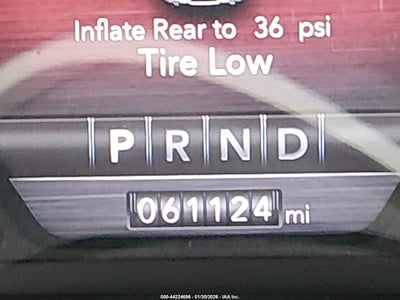 Inflate Rear to 36 psi
Tire Low
P R N D
061124 mi
000-44224696 - 01/30/2026 - IAA Inc.